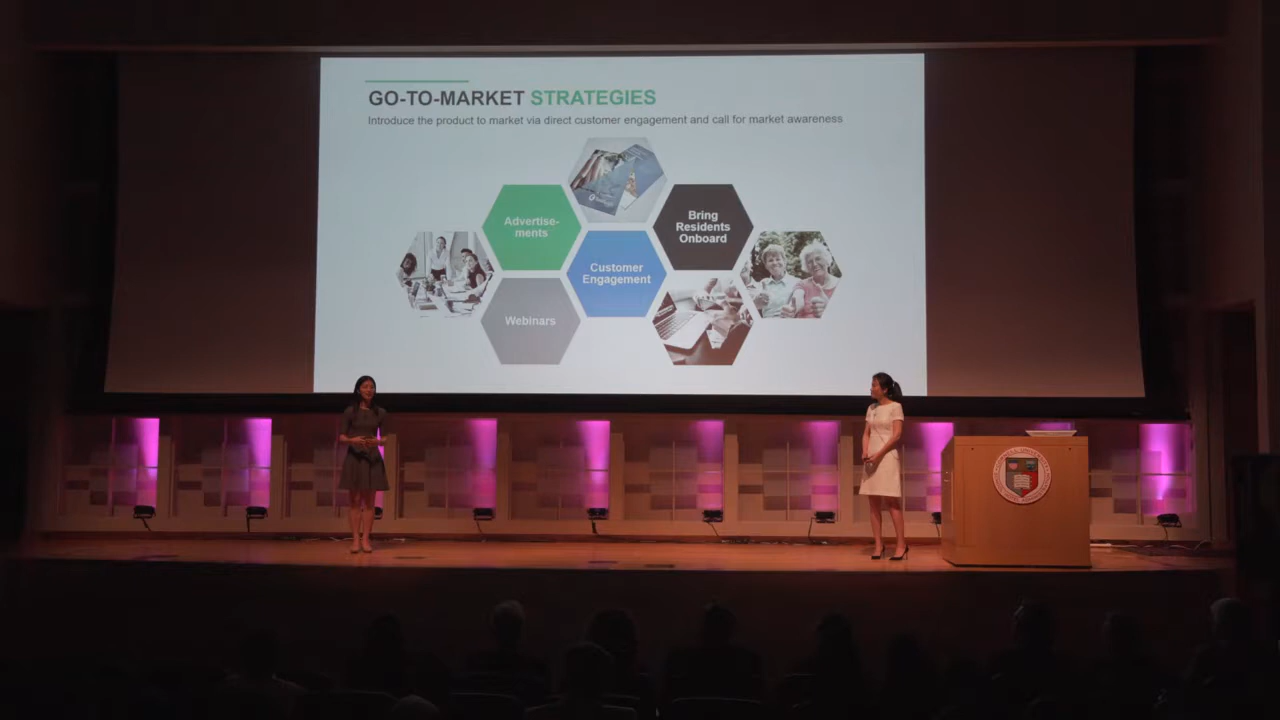 GO-TO-MARKET STRATEGIES
Introduce the product to market via direct customer engagement and call for market awareness
Advertise-
ments
Bring
Residents
Onboard
Customer
Engagement
Webinars